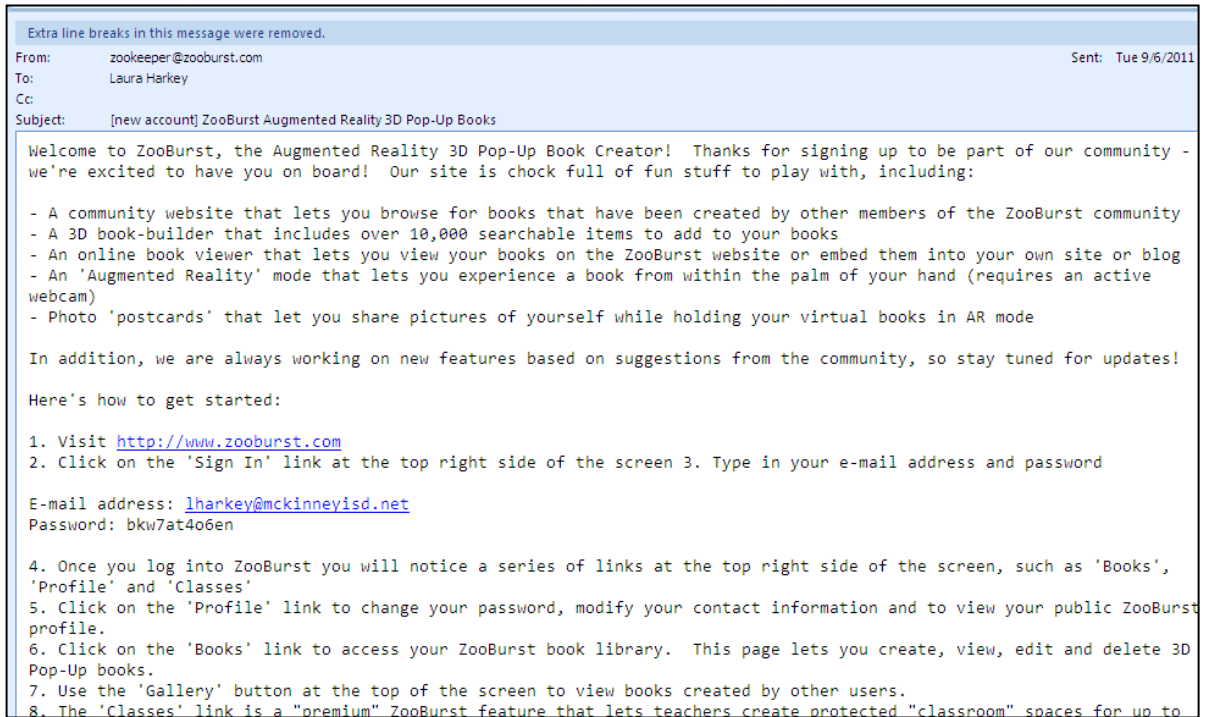 Extra line breaks in this message were removed.
From: zookeeper@zooburst.com Sent: Tue 9/6/2011
To: Laura Harkey
Cc:
Subject: [new account] ZooBurst Augmented Reality 3D Pop-Up Books
Welcome to ZooBurst, the Augmented Reality 3D Pop-Up Book Creator! Thanks for signing up to be part of our community -
we're excited to have you on board! Our site is chock full of fun stuff to play with, including:
- A community website that lets you browse for books that have been created by other members of the ZooBurst community
- A 3D book-builder that includes over 10,000 searchable items to add to your books
- An online book viewer that lets you view your books on the ZooBurst website or embed them into your own site or blog
- An 'Augmented Reality' mode that lets you experience a book from within the palm of your hand (requires an active
webcam)
- Photo 'postcards' that let you share pictures of yourself while holding your virtual books in AR mode
In addition, we are always working on new features based on suggestions from the community, so stay tuned for updates!
Here's how to get started:
1. Visit http://www.zooburst.com
2. Click on the 'Sign In' link at the top right side of the screen 3. Type in your e-mail address and password
E-mail address: lharkey@mckinneyisd.net
Password: bkw7at4o6en
4. Once you log into ZooBurst you will notice a series of links at the top right side of the screen, such as 'Books',
'Profile' and 'Classes'
5. Click on the 'Profile' link to change your password, modify your contact information and to view your public ZooBurst
profile.
6. Click on the 'Books' link to access your ZooBurst book library. This page lets you create, view, edit and delete 3D
Pop-Up books.
7. Use the 'Gallery' button at the top of the screen to view books created by other users.
8. The 'Classes' link is a "premium" ZooBurst feature that lets teachers create protected "classroom" spaces for up to